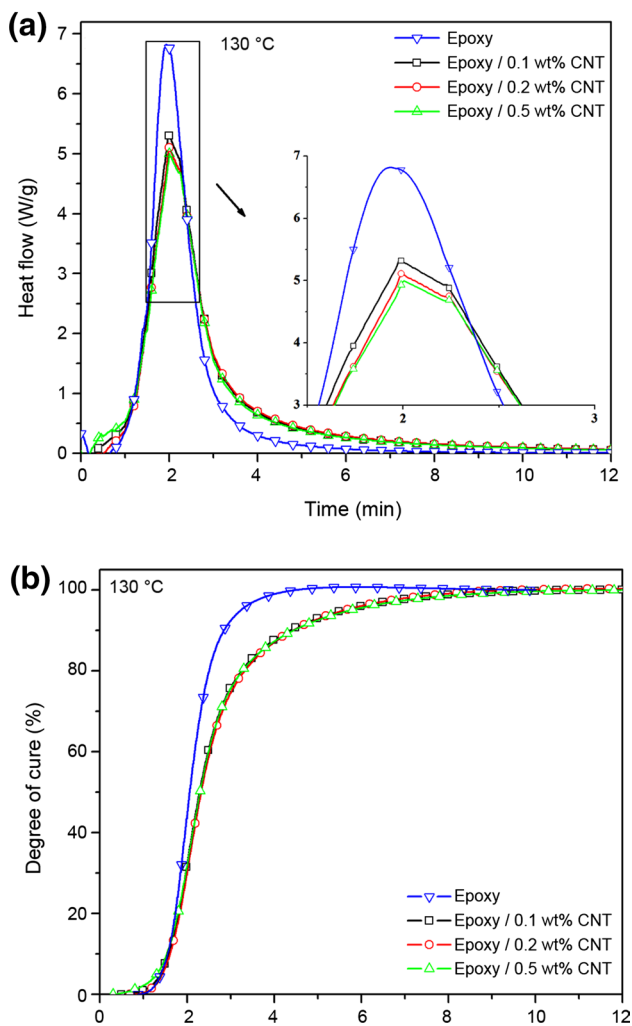 (a)
130 °C
Epoxy
Epoxy / 0.1 wt% CNT
Epoxy / 0.2 wt% CNT
Epoxy / 0.5 wt% CNT
Heat flow (W/g)
7
6
5
4
3
2
1
0
7
6
5
4
3
2
3
0 2 4 6 8 10 12
Time (min)
(b)
130 °C
Degree of cure (%)
100
80
60
40
20
0
Epoxy
Epoxy / 0.1 wt% CNT
Epoxy / 0.2 wt% CNT
Epoxy / 0.5 wt% CNT
0 2 4 6 8 10 12